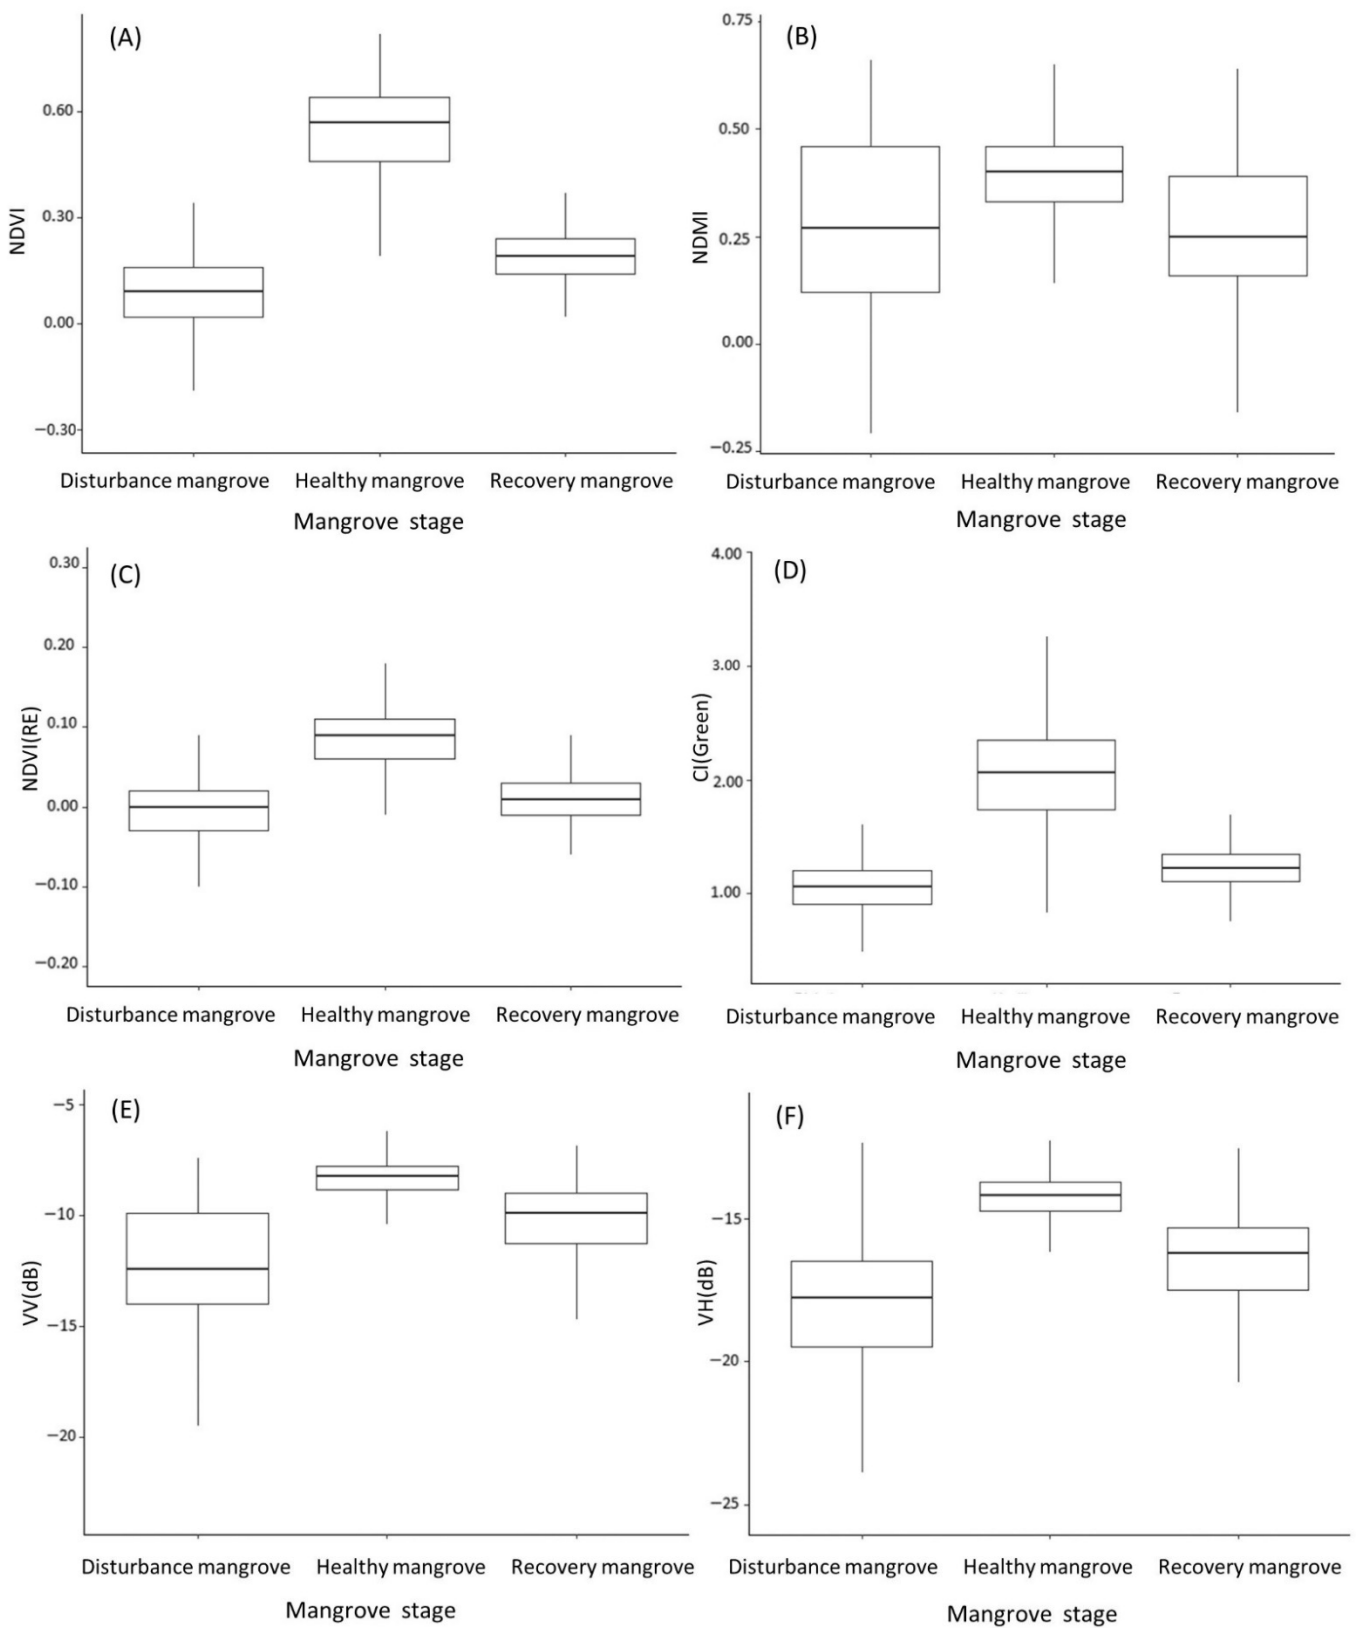 (A)
NDVI
0.60
0.30
0.00
−0.30
Disturbance mangrove Healthy mangrove Recovery mangrove
Mangrove stage
(B)
NDMI
0.75
0.50
0.25
0.00
−0.25
Disturbance mangrove Healthy mangrove Recovery mangrove
Mangrove stage
(C)
NDVI(RE)
0.30
0.20
0.10
0.00
−0.10
−0.20
Disturbance mangrove Healthy mangrove Recovery mangrove
Mangrove stage
(D)
CI(Green)
4.00
3.00
2.00
1.00
Disturbance mangrove Healthy mangrove Recovery mangrove
Mangrove stage
(E)
VV(dB)
−5
−10
−15
−20
Disturbance mangrove Healthy mangrove Recovery mangrove
Mangrove stage
(F)
VH(dB)
−15
−20
−25
Disturbance mangrove Healthy mangrove Recovery mangrove
Mangrove stage